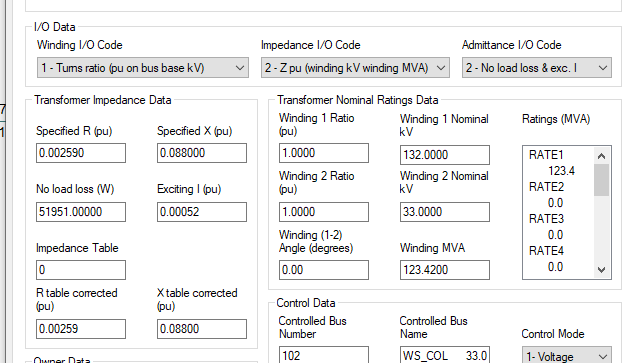 I/O Data
Winding I/O Code
Impedance I/O Code
Admittance I/O Code
1 - Turns ratio (pu on bus base kV)
2 - Z pu (winding kV winding MVA)
2 - No load loss & exc. I
Transformer Impedance Data
Specified R (pu)
Specified X (pu)
0.002590
0.088000
No load loss (W)
Exciting I (pu)
51951.00000
0.00052
Impedance Table
0
R table corrected
(pu)
X table corrected
(pu)
0.00259
0.08800
Transformer Nominal Ratings Data
Winding 1 Ratio
(pu)
Winding 1 Nominal
kV
Ratings (MVA)
1.0000
132.0000
Winding 2 Ratio
(pu)
Winding 2 Nominal
kV
1.0000
33.0000
Winding (1-2)
Angle (degrees)
Winding MVA
0.00
123.4200
RATE1
123.4
RATE2
0.0
RATE3
0.0
RATE4
0.0
Control Data
Controlled Bus
Number
Controlled Bus
Name
Control Mode
102
WS_COL 33.0
1- Voltage
Owner Data
7
1